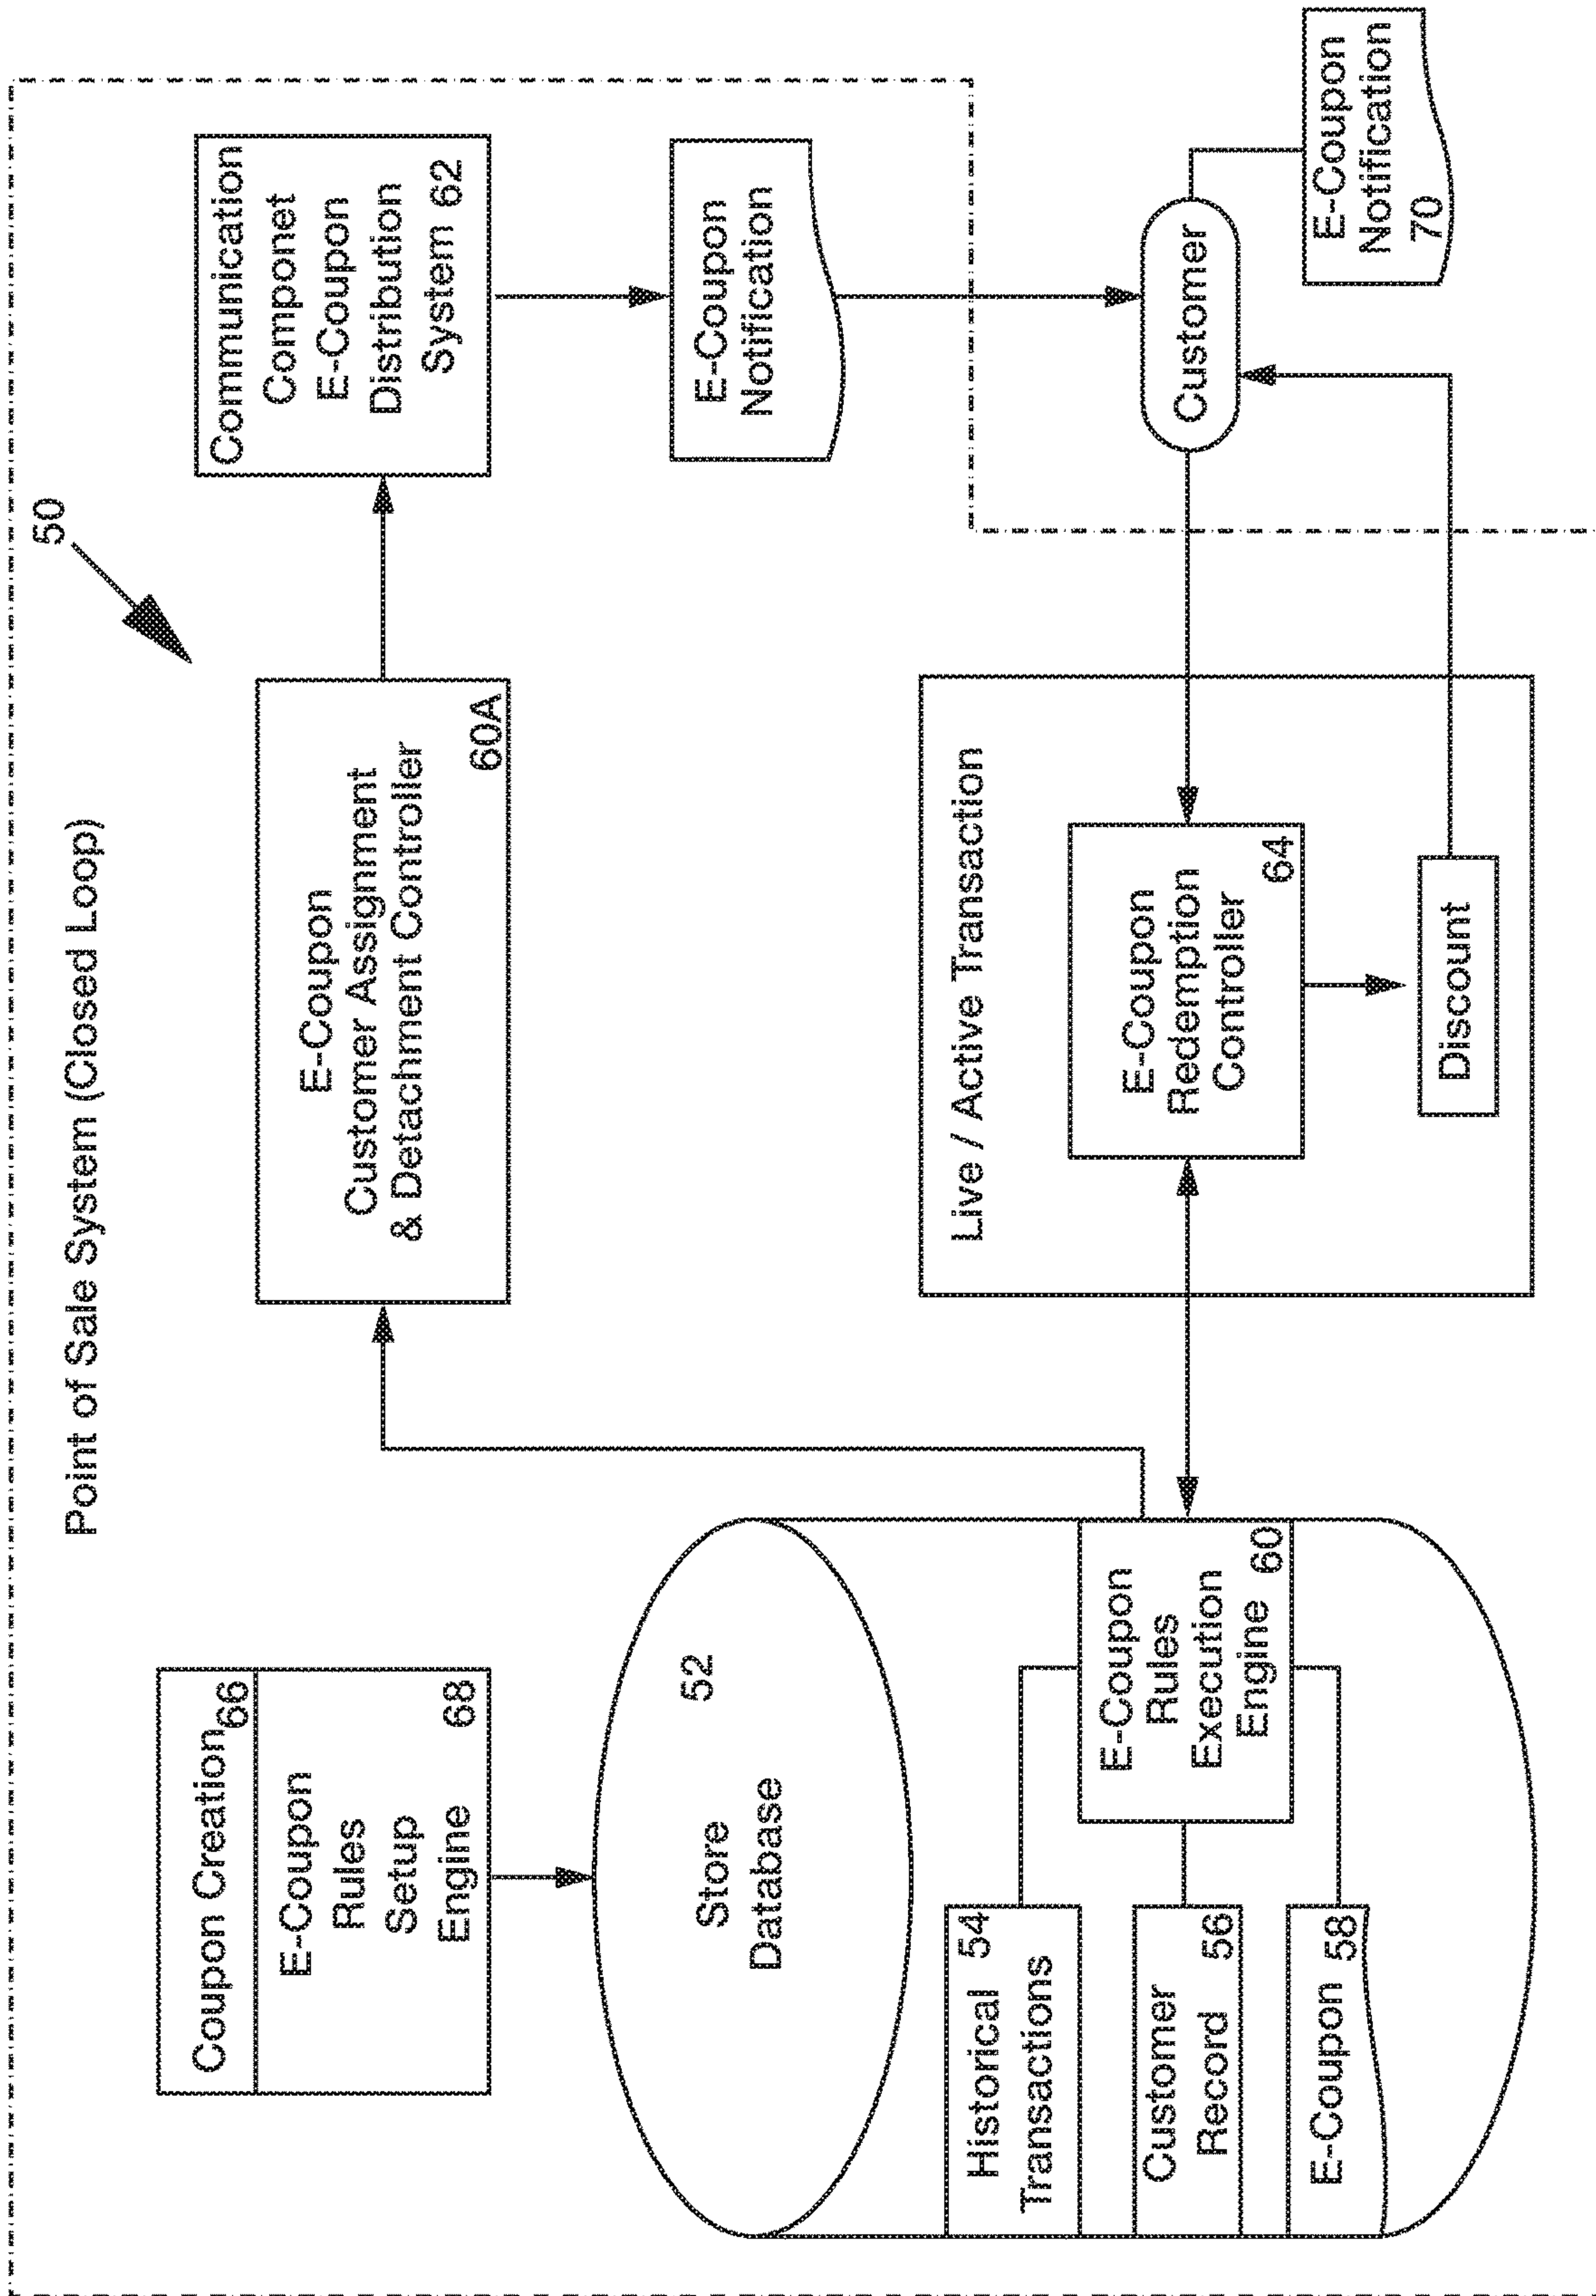 Point of Sale System (Closed Loop)
50
Coupon Creation 66
E-Coupon
Rules
Setup
Engine 68
E-Coupon
Customer Assignment
& Detachment Controller
60A
Communication
Componet
E-Coupon
Distribution
System 62
Store
Database
52
E-Coupon
Notification
Historical 54
Transactions
Customer
Record 56
E-Coupon 58
E-Coupon
Rules
Execution
Engine 60
Live / Active Transaction
E-Coupon
Redemption
Controller
64
Discount
Customer
E-Coupon
Notification
70